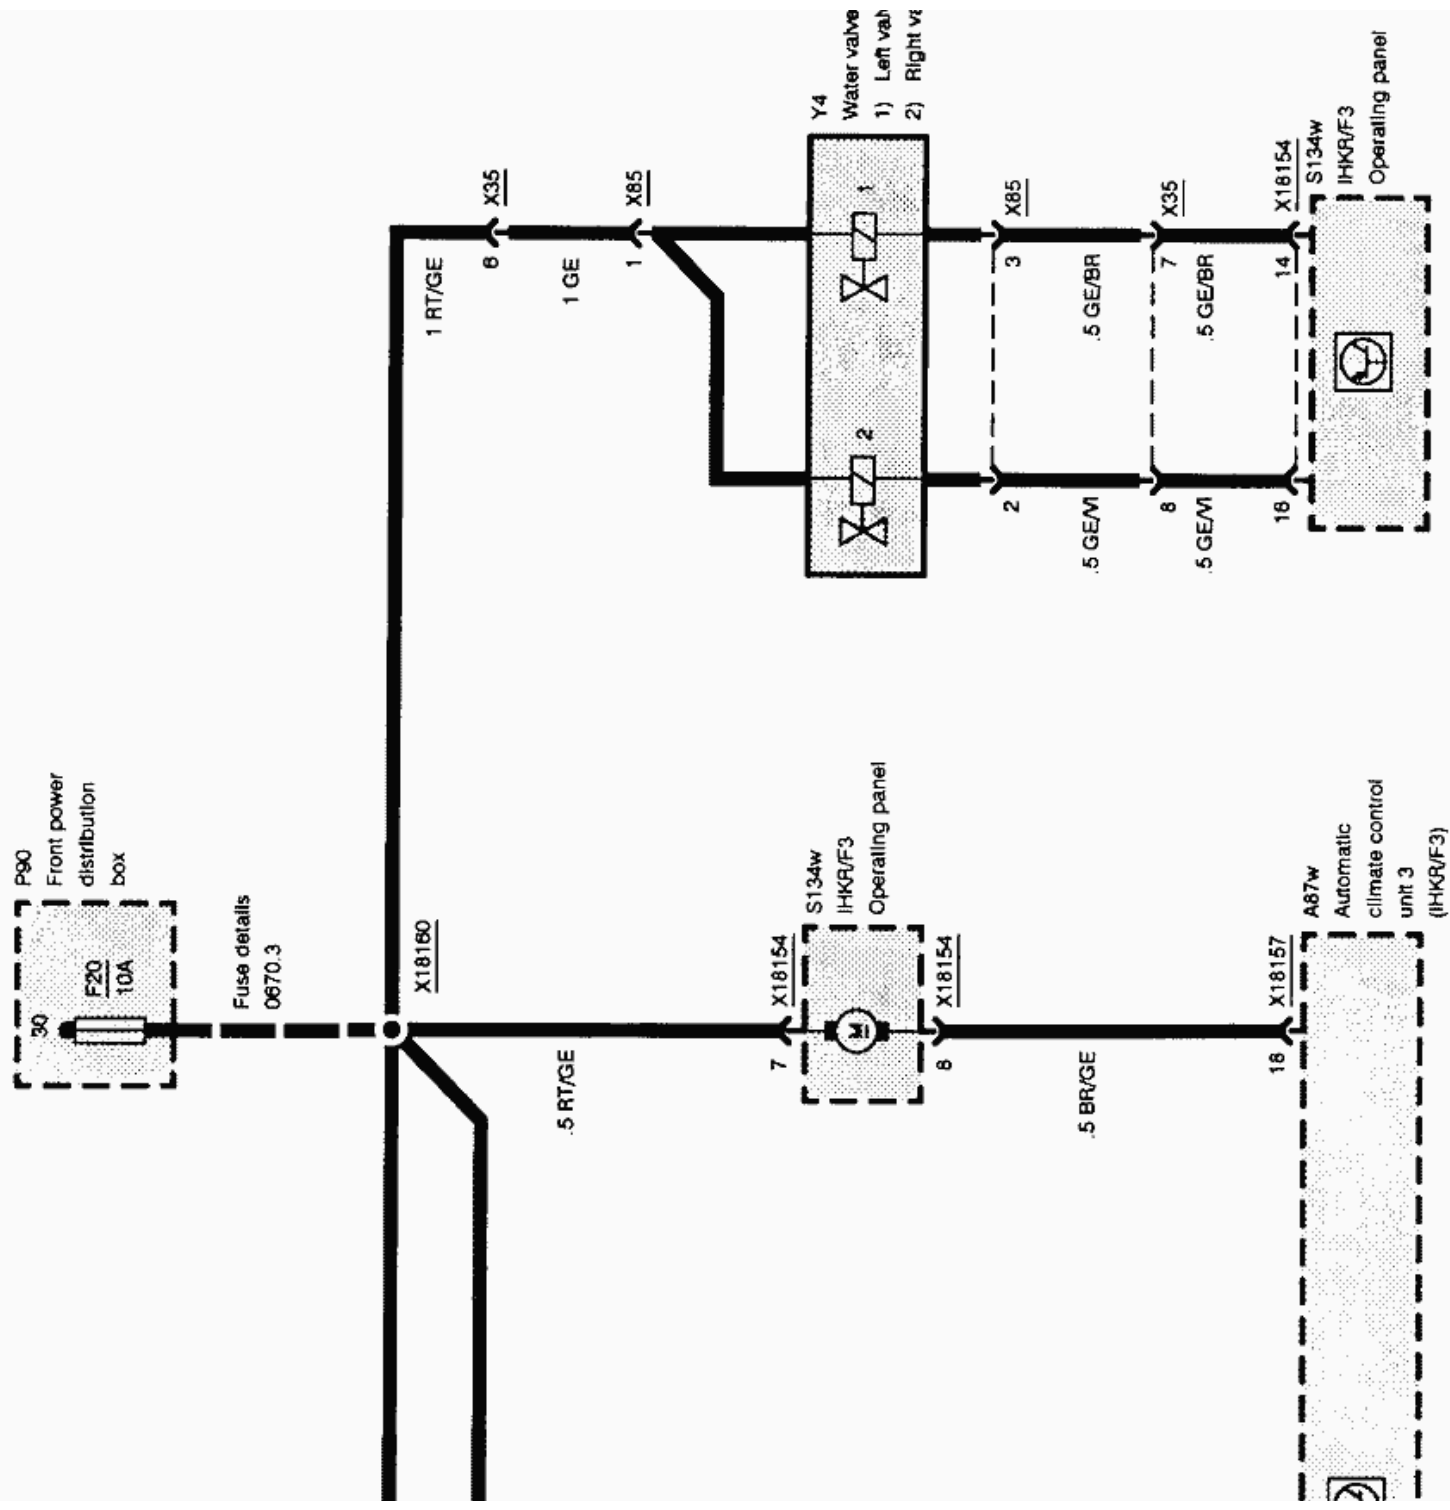 Y4
Water valve
1) Left val
2) Right va
X35
6
X85
1
1 RT/GE
1 GE
1
2
X85
3
X35
7
X18154
14
S134w
IHKR/F3
Operating panel
.5 GE/BR
.5 GE/BR
2
8
16
.5 GE/VI
.5 GE/VI
P90
Front power
distribution
box
30
F20
10A
Fuse details
0670.3
X18160
.5 RT/GE
X18154
7
S134w
IHKR/F3
Operating panel
M
X18154
8
.5 BR/GE
X18157
18
A87w
Automatic
climate control
unit 3
(IHKR/F3)